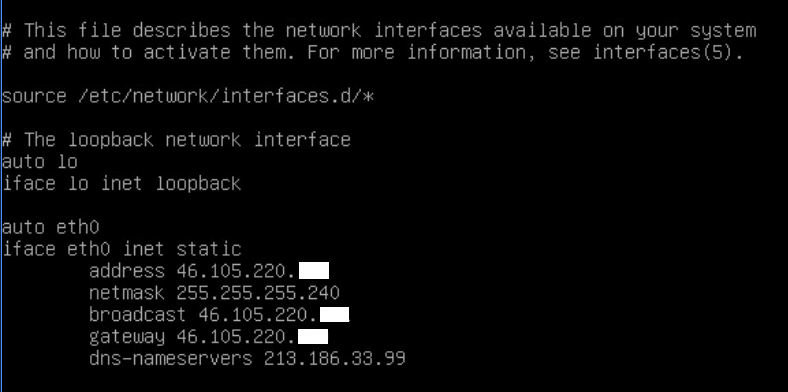 # This file describes the network interfaces available on your system
# and how to activate them. For more information, see interfaces(5).
source /etc/network/interfaces.d/*
# The loopback network interface
auto lo
iface lo inet loopback
auto eth0
iface eth0 inet static
address 46.105.220.
netmask 255.255.255.240
broadcast 46.105.220.
gateway 46.105.220.
dns-nameservers 213.186.33.99